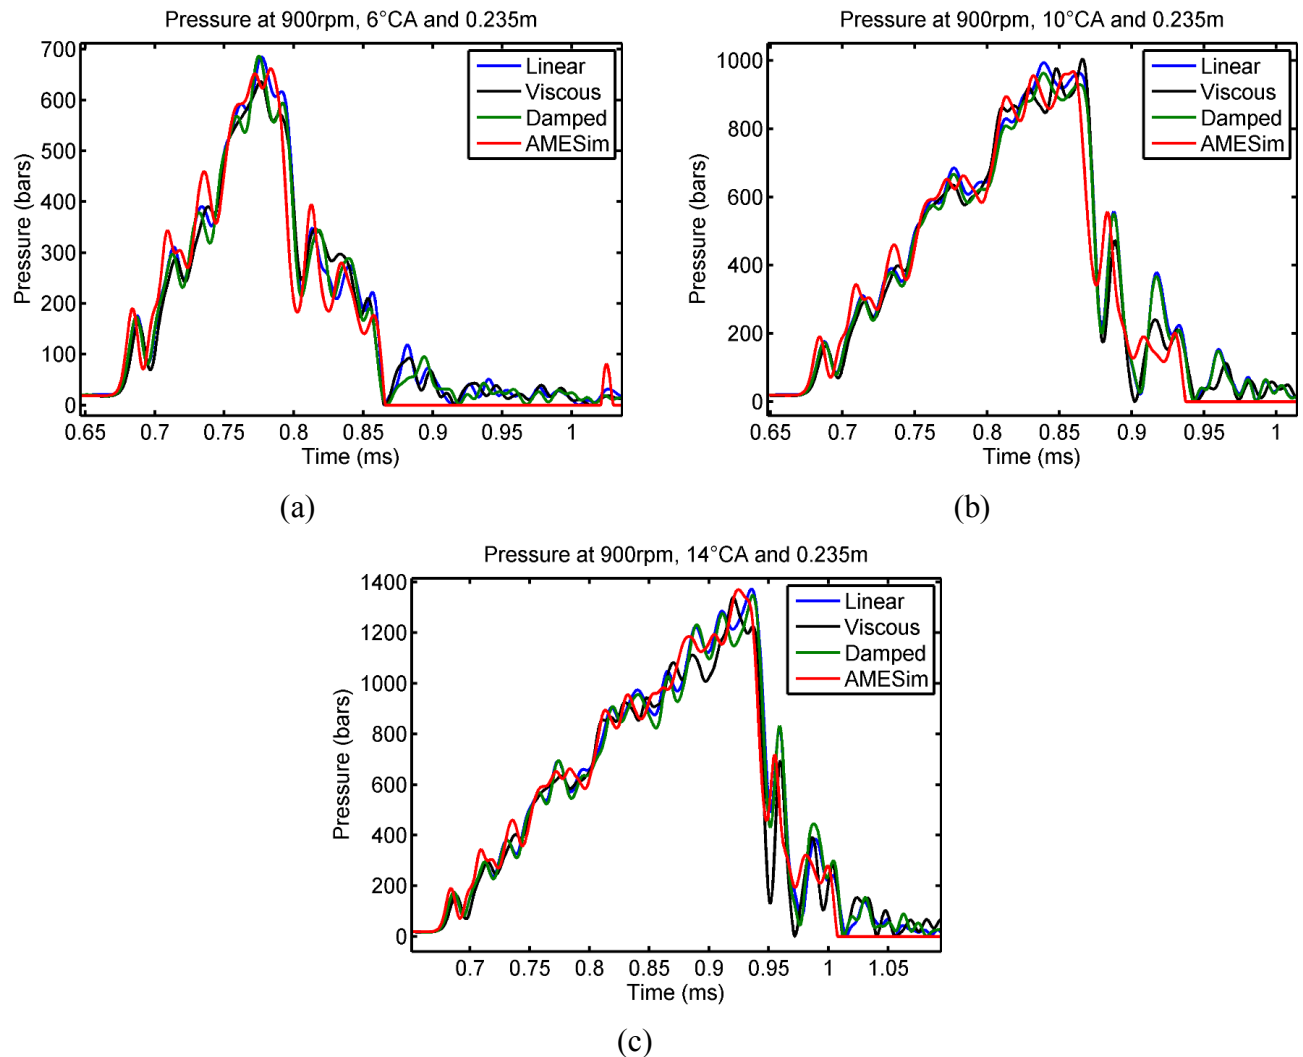 Pressure at 900rpm, 6°CA and 0.235m
700
600
500
400
300
200
100
0
Pressure (bars)
Linear
Viscous
Damped
AMESim
0.65 0.7 0.75 0.8 0.85 0.9 0.95 1
Time (ms)
(a)
Pressure at 900rpm, 10°CA and 0.235m
1000
800
600
400
200
0
Pressure (bars)
Linear
Viscous
Damped
AMESim
0.65 0.7 0.75 0.8 0.85 0.9 0.95 1
Time (ms)
(b)
Pressure at 900rpm, 14°CA and 0.235m
1400
1200
1000
800
600
400
200
0
Pressure (bars)
Linear
Viscous
Damped
AMESim
0.7 0.75 0.8 0.85 0.9 0.95 1 1.05
Time (ms)
(c)